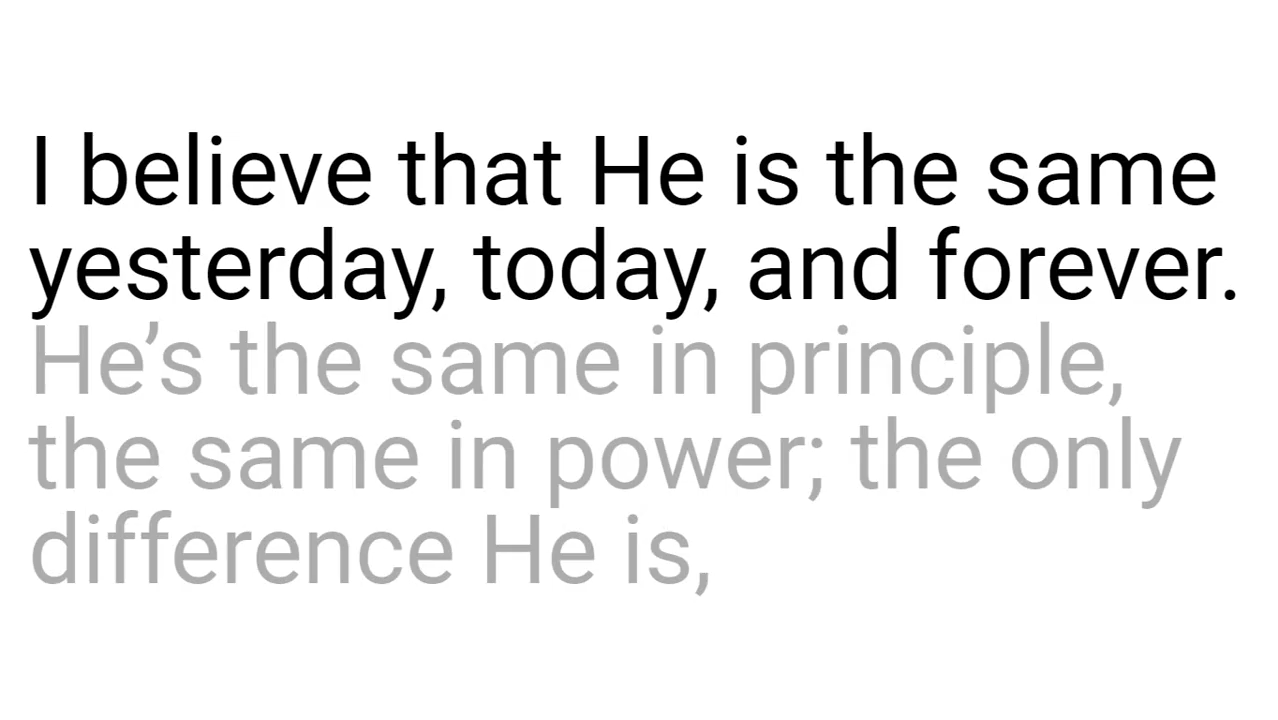 I believe that He is the same
yesterday, today, and forever.
He’s the same in principle,
the same in power; the only
difference He is,